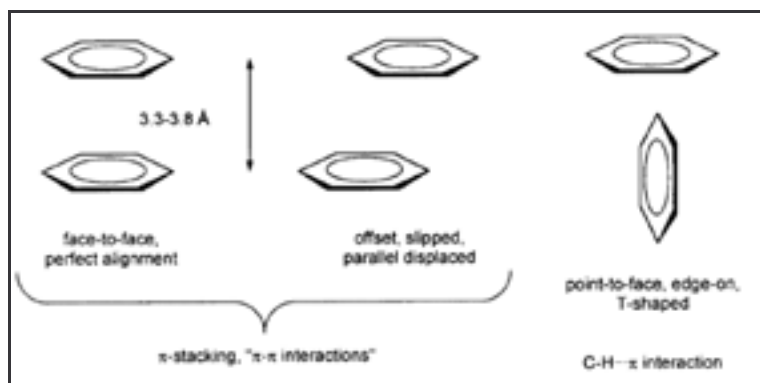 3.3-3.8 Å
face-to-face,
perfect alignment
offset, slipped,
parallel displaced
point-to-face, edge-on,
T-shaped
π-stacking, "π-π interactions"
C-H···π interaction